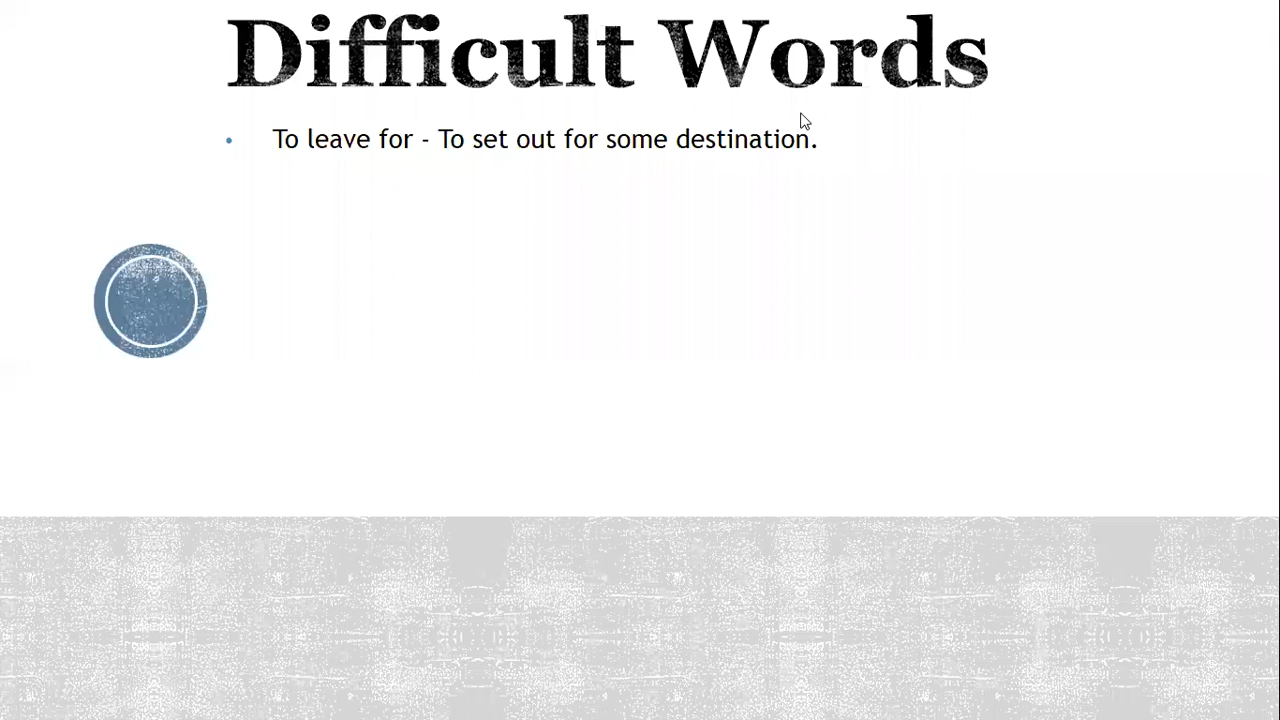 Difficult Words
• To leave for - To set out for some destination.